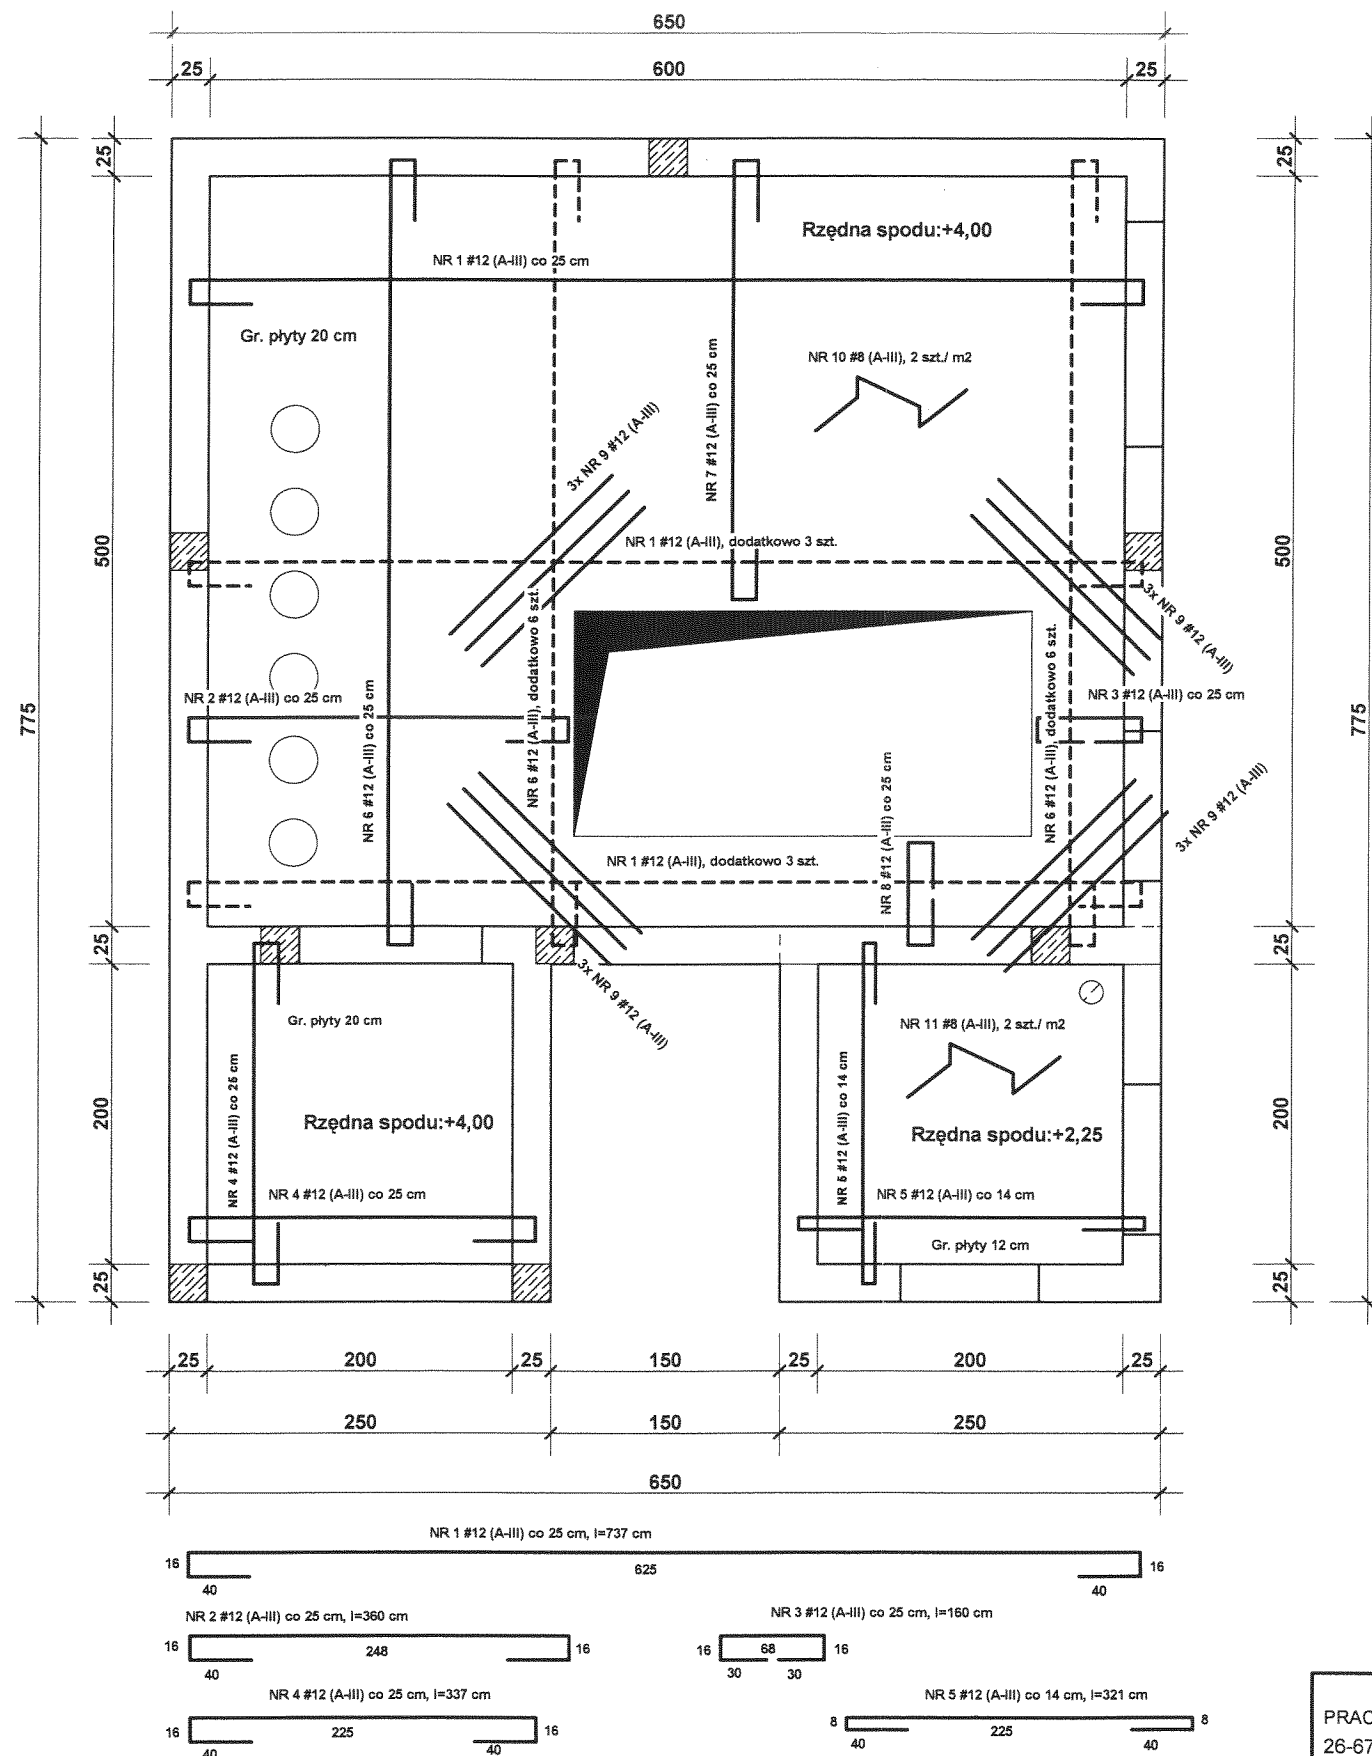 650
25
600
25
25
25
Rzędna spodu:+4,00
NR 1 #12 (A-III) co 25 cm
Gr. płyty 20 cm
NR 7 #12 (A-III) co 25 cm
NR 10 #8 (A-III), 2 szt./ m2
3x NR 9 #12 (A-III)
500
NR 1 #12 (A-III), dodatkowo 3 szt.
500
3x NR 9 #12 (A-III)
775
NR 2 #12 (A-III) co 25 cm
NR 6 #12 (A-III) co 25 cm
NR 6 #12 (A-III), dodatkowo 6 szt.
NR 6 #12 (A-III), dodatkowo 6 szt.
NR 3 #12 (A-III) co 25 cm
775
NR 8 #12 (A-III) co 25 cm
3x NR 9 #12 (A-III)
NR 1 #12 (A-III), dodatkowo 3 szt.
25
25
3x NR 9 #12 (A-III)
Gr. płyty 20 cm
NR 11 #8 (A-III), 2 szt./ m2
200
NR 4 #12 (A-III) co 25 cm
Rzędna spodu:+4,00
NR 5 #12 (A-III) co 14 cm
Rzędna spodu:+2,25
200
NR 4 #12 (A-III) co 25 cm
NR 5 #12 (A-III) co 14 cm
Gr. płyty 12 cm
25
25
25
200
25
150
25
200
25
250
150
250
650
NR 1 #12 (A-III) co 25 cm, l=737 cm
16
625
16
40
40
NR 2 #12 (A-III) co 25 cm, l=360 cm
NR 3 #12 (A-III) co 25 cm, l=160 cm
16
248
16
16
68
16
40
30
30
NR 4 #12 (A-III) co 25 cm, l=337 cm
NR 5 #12 (A-III) co 14 cm, l=321 cm
16
225
16
8
225
8
40
40
40
40
PRAC
26-67